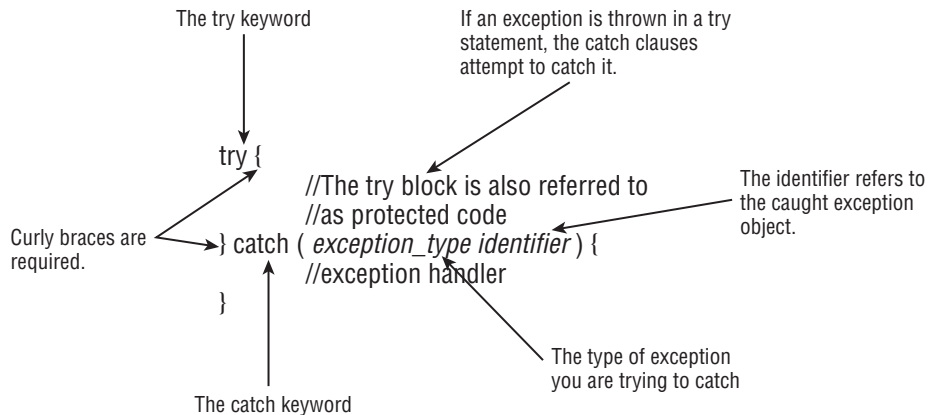 The try keyword
If an exception is thrown in a try
statement, the catch clauses
attempt to catch it.
try {
//The try block is also referred to
//as protected code
The identifier refers to
the caught exception
object.
Curly braces are
required.
} catch ( exception_type identifier ) {
//exception handler
}
The type of exception
you are trying to catch
The catch keyword